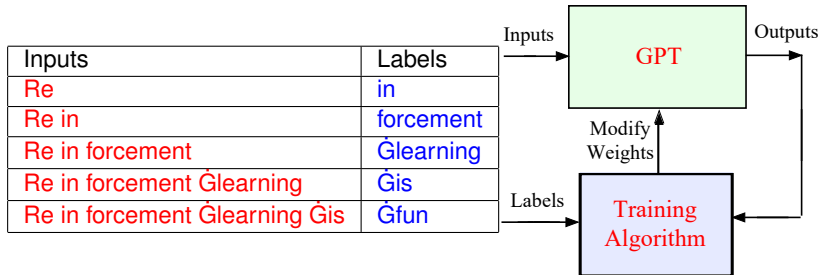 Inputs Labels
Re in
Re in forcement
Re in forcement Ġlearning
Re in forcement Ġlearning Ġis
Re in forcement Ġlearning Ġis Ġfun
Inputs
GPT
Outputs
Modify
Weights
Labels
Training
Algorithm